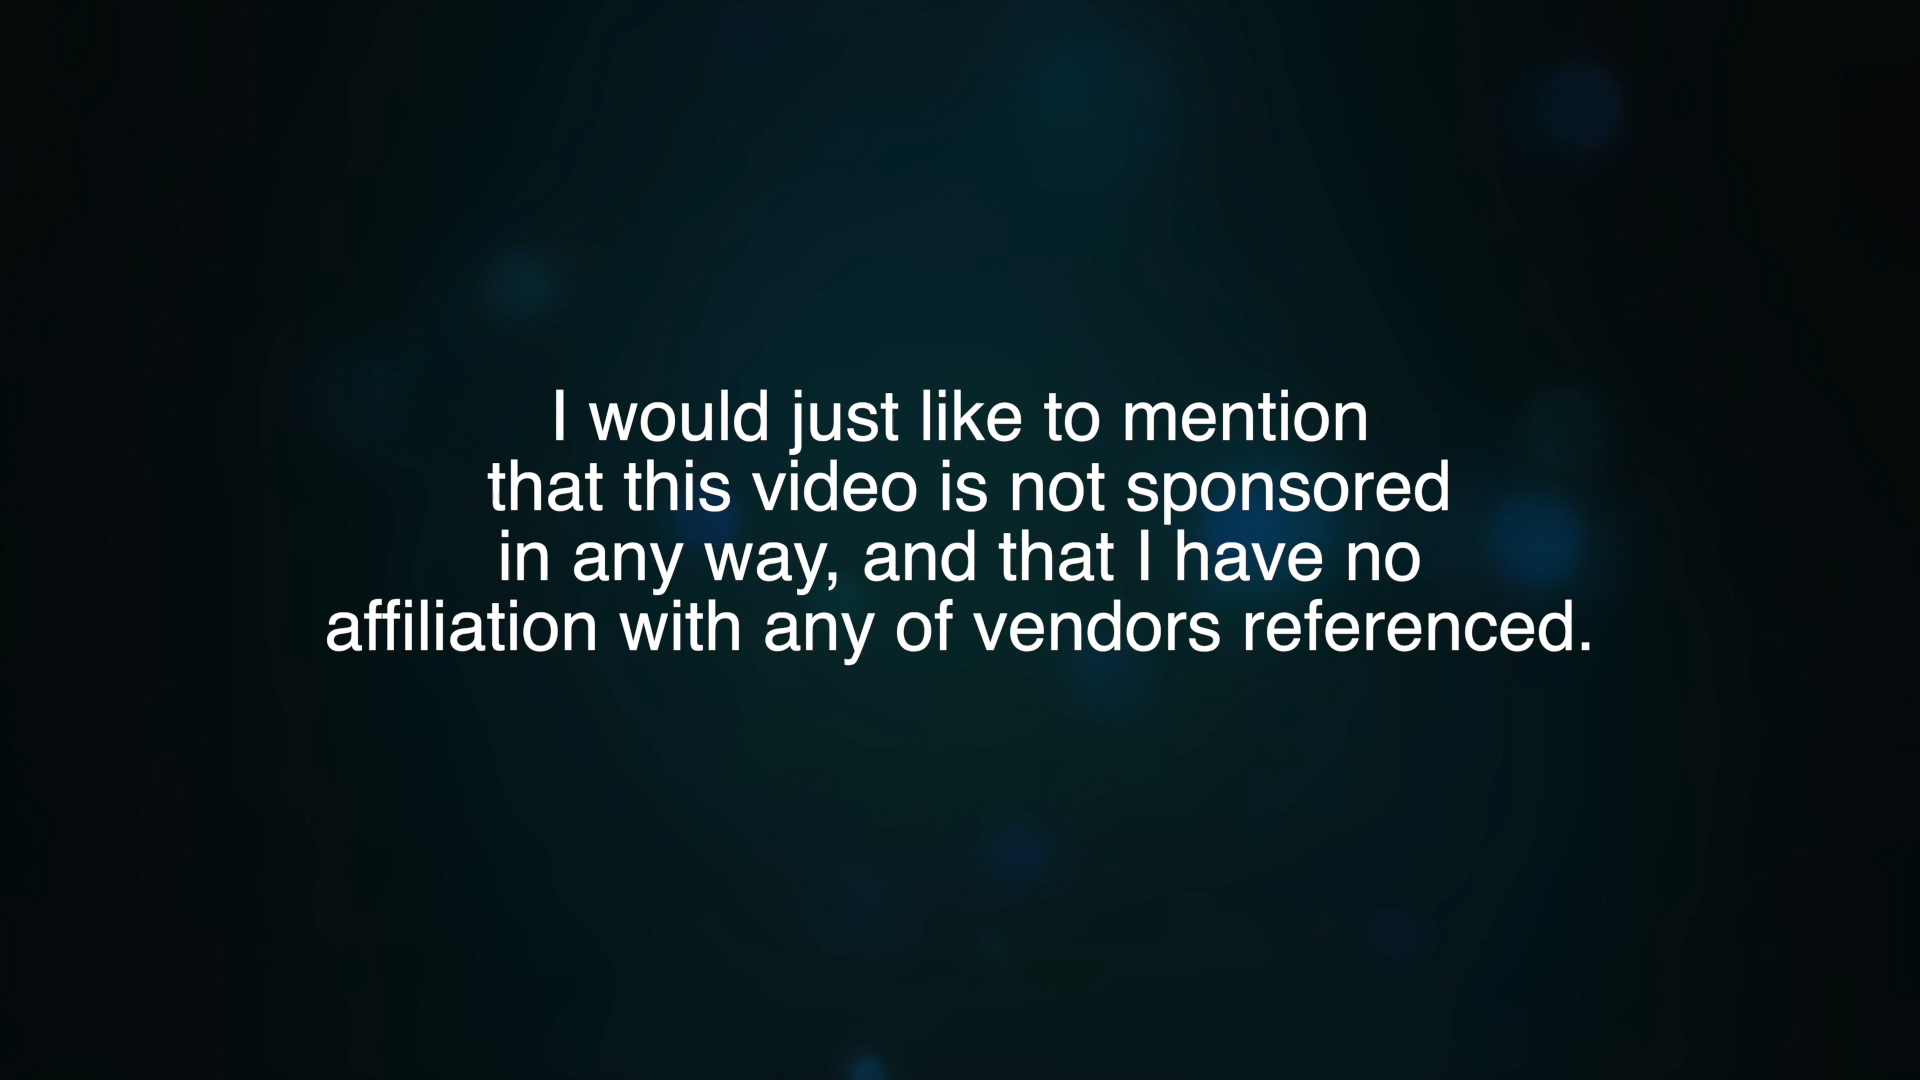 I would just like to mention
that this video is not sponsored
in any way, and that I have no
affiliation with any of vendors referenced.